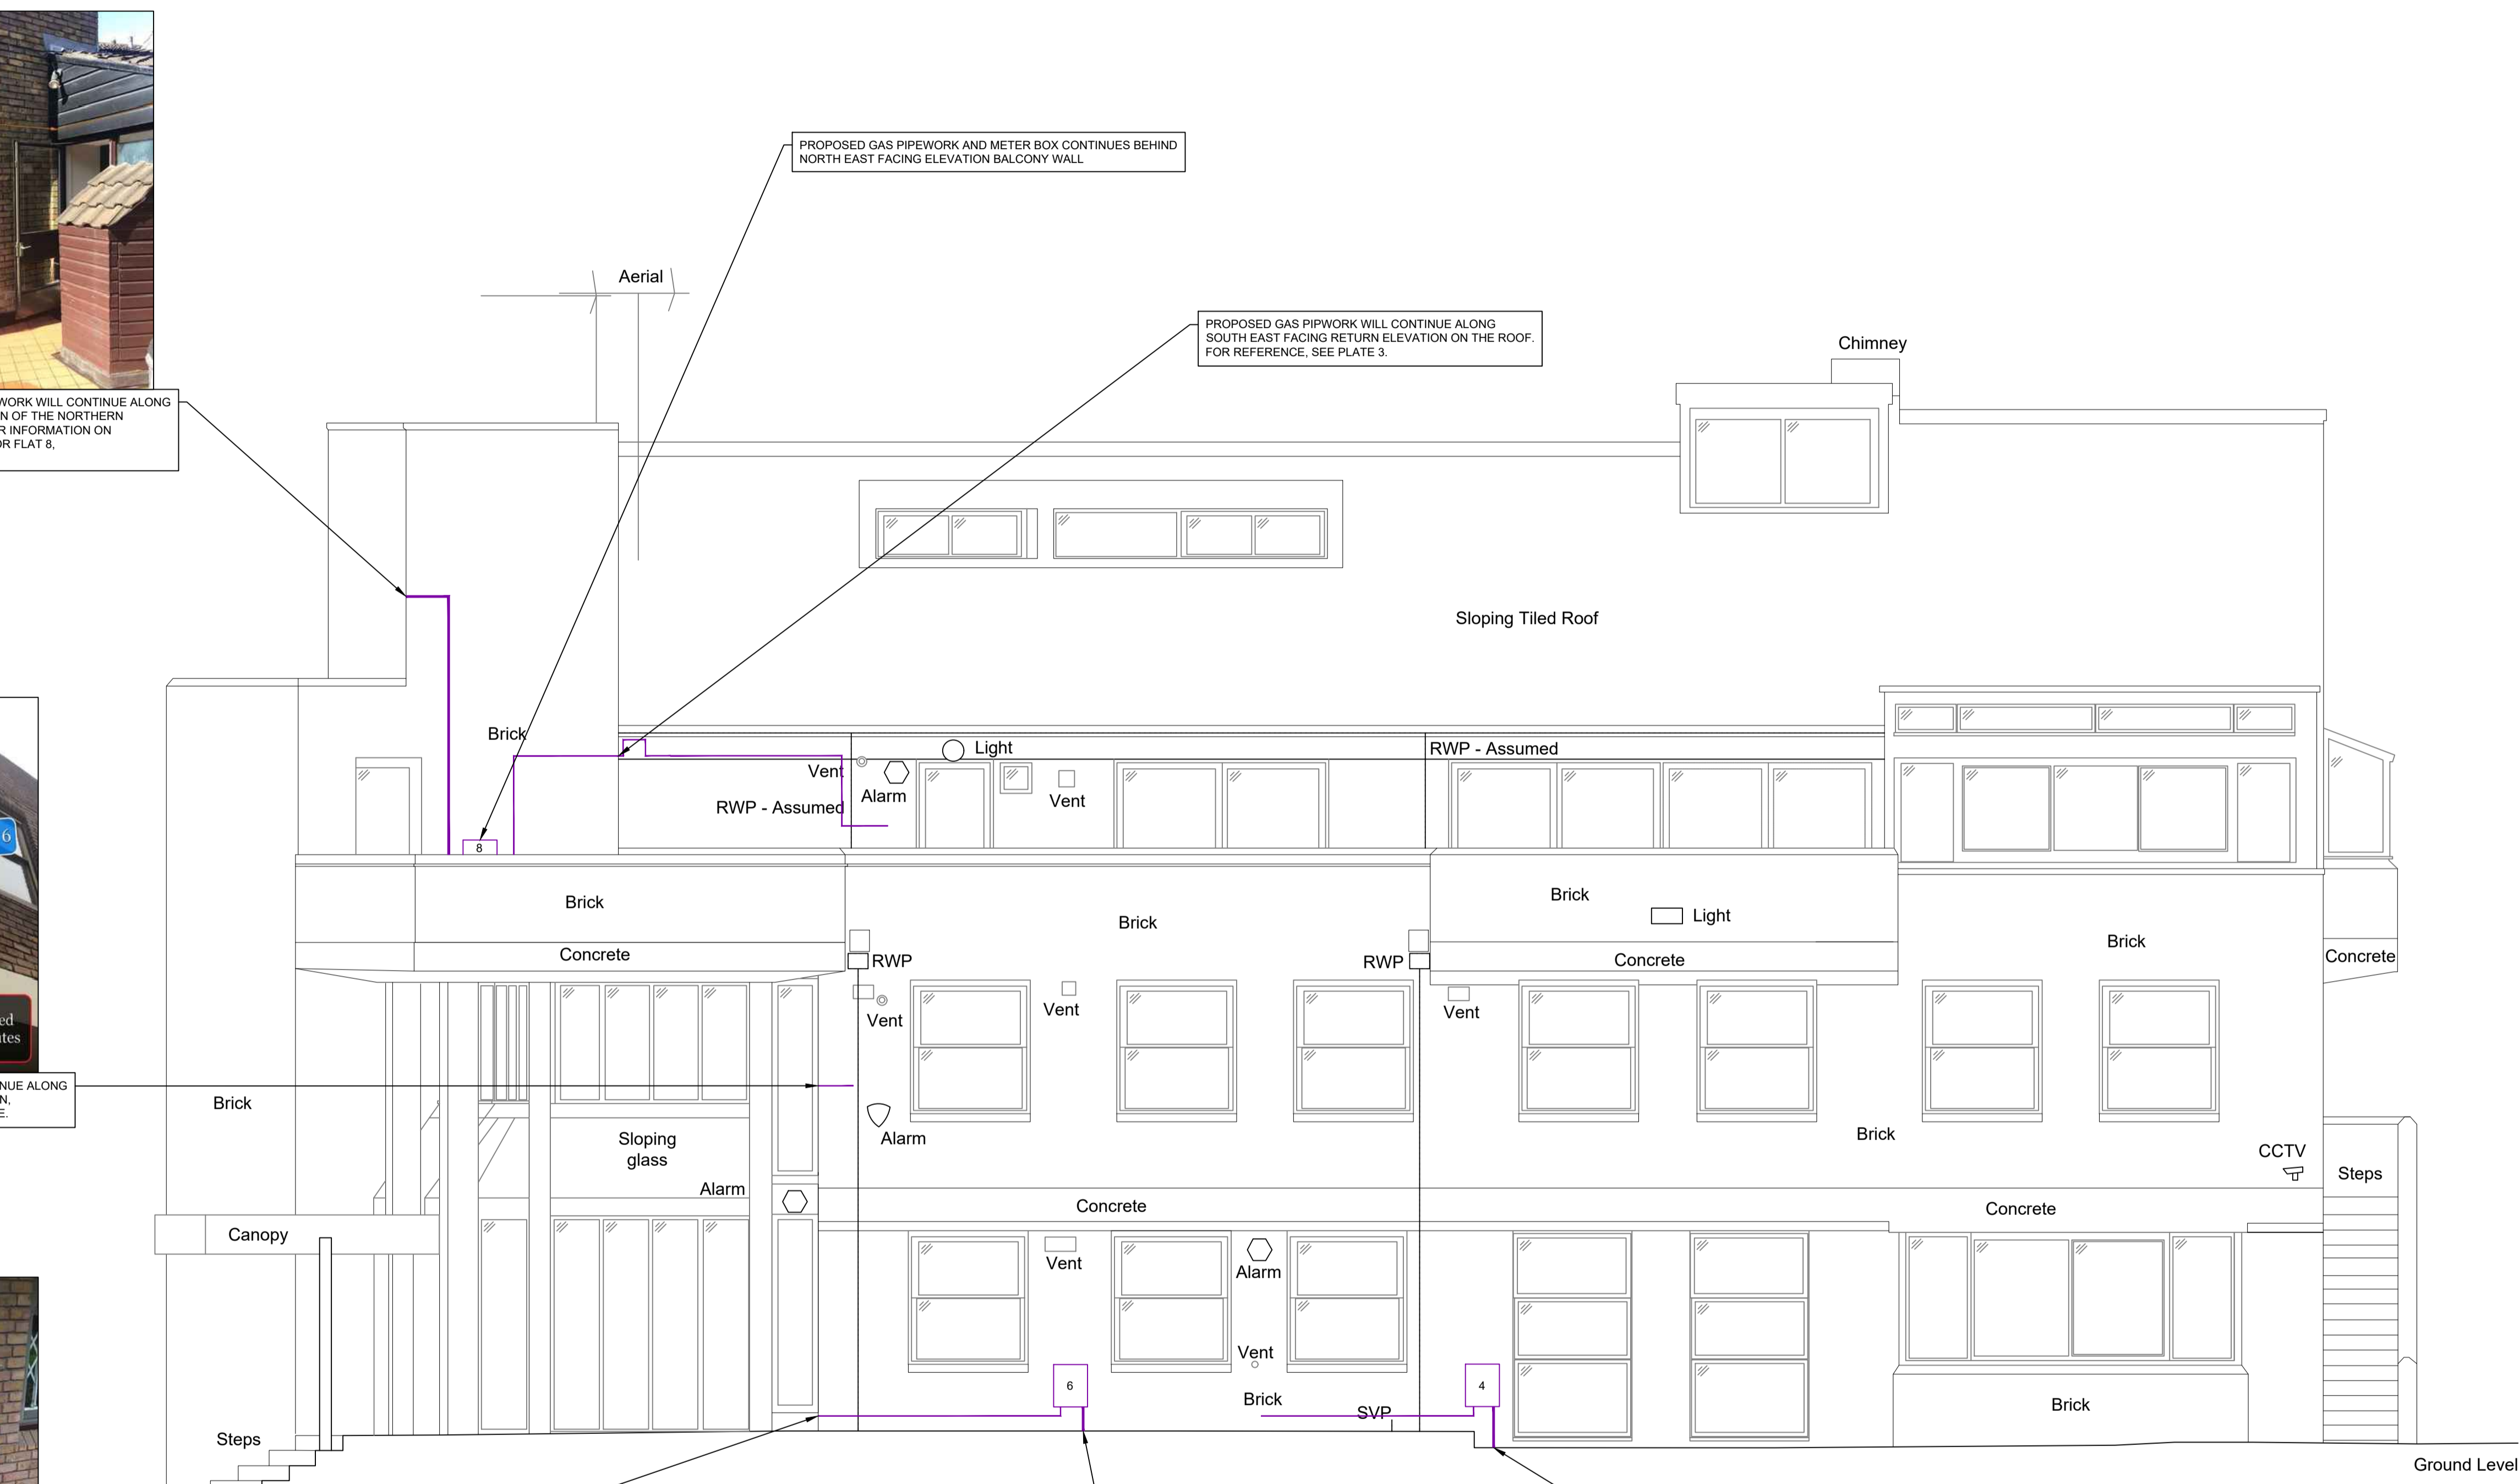 PROPOSED GAS PIPEWORK AND METER BOX CONTINUES BEHIND
NORTH EAST FACING ELEVATION BALCONY WALL
Aerial
PROPOSED GAS PIPWORK WILL CONTINUE ALONG
SOUTH EAST FACING RETURN ELEVATION ON THE ROOF.
FOR REFERENCE, SEE PLATE 3.
Chimney
WILL CONTINUE ALONG
OF THE NORTHERN
INFORMATION ON
FLAT 8,
Sloping Tiled Roof
Brick
Light
RWP - Assumed
Vent
Alarm
Vent
RWP - Assumed
6
8
Brick
Brick
Light
Brick
Brick
Concrete
RWP
RWP
Concrete
Concrete
Vent
Vent
Vent
ALONG
Brick
Alarm
Sloping
glass
Brick
CCTV
Steps
Alarm
Concrete
Concrete
Canopy
Vent
Alarm
Vent
6
4
Brick
SVP
Brick
Steps
Ground Level